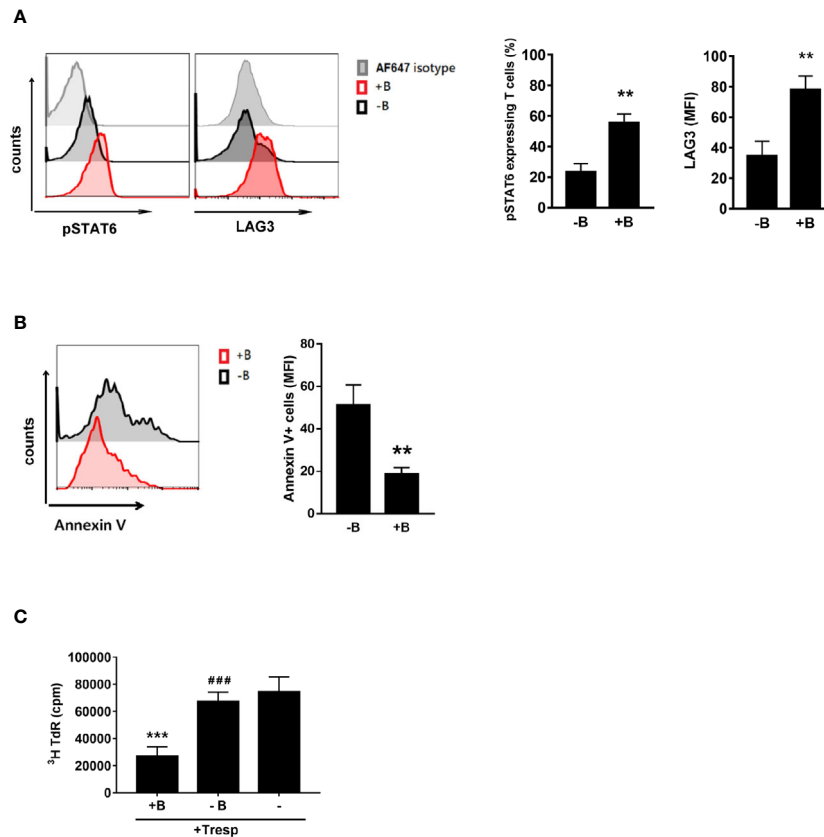 A
counts
pSTAT6
LAG3
AF647 isotype
+B
-B
pSTAT6 expressing T cells (%)
100
80
60
40
20
0
**
-B
+B
LAG3 (MFI)
100
80
60
40
20
0
**
-B
+B
B
counts
Annexin V
+B
-B
Annexin V+ cells (MFI)
80
60
40
20
0
**
-B
+B
C
³H TdR (cpm)
100000
80000
60000
40000
20000
0
***
###
+B
- B
-
+Tresp